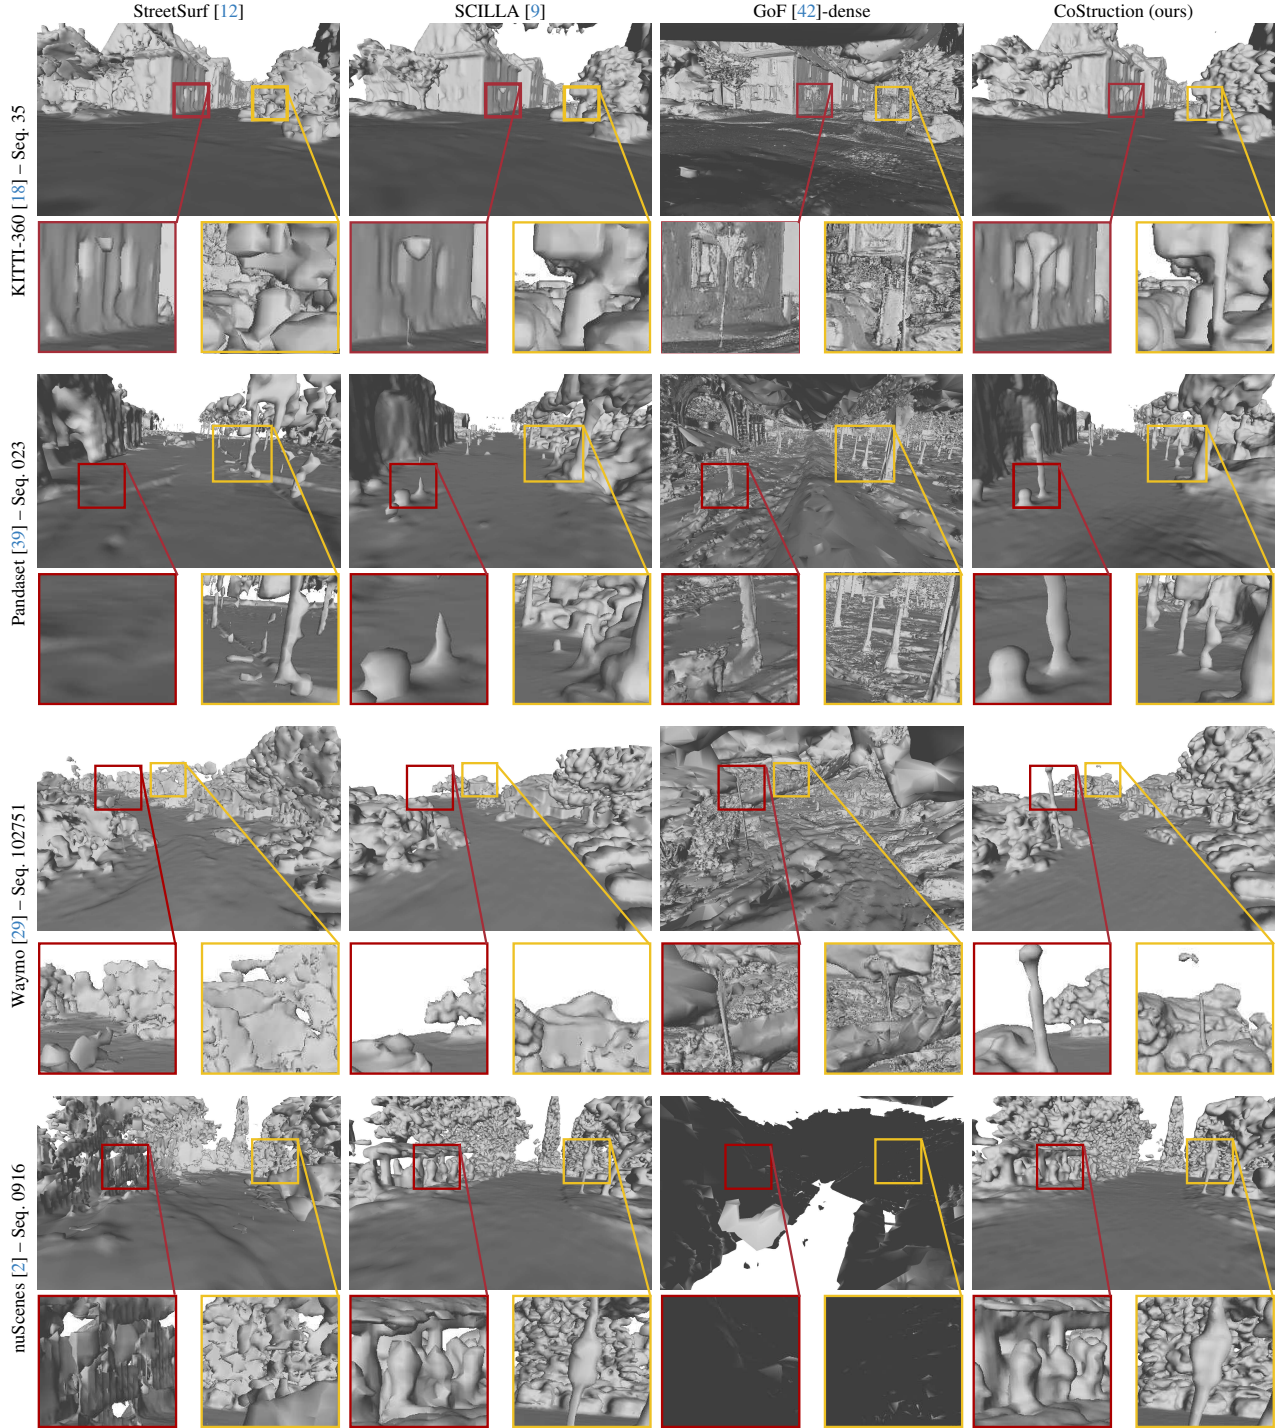 StreetSurf [12]
SCILLA [9]
GoF [42]-dense
CoStruction (ours)
KITTI-360 [18] – Seq. 35
Pandaset [39] – Seq. 023
Waymo [29] – Seq. 102751
nuScenes [2] – Seq. 0916